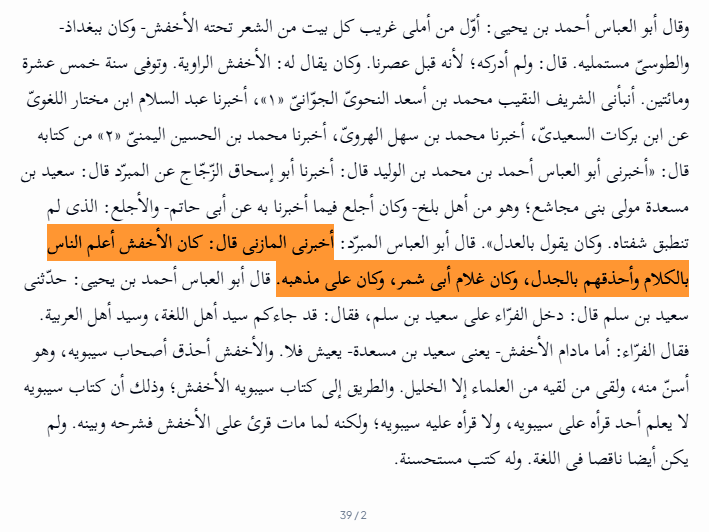 وقال أبو العباس أحمد بن يحيى: أوّل من أملى غريب كل بيت من الشعر تحته الأخفش- وكان ببغداذ-
والطوسىّ مستمليه. قال: ولم أدركه؛ لأنه قبل عصرنا. وكان يقال له: الأخفش الراوية. وتوفى سنة خمس عشرة
ومائتين. أنبأنى الشريف النقيب محمد بن أسعد النحوىّ الجوّانىّ «١»، أخبرنا عبد السلام ابن مختار اللغوىّ
عن ابن بركات السعيدىّ، أخبرنا محمد بن سهل الهروىّ، أخبرنا محمد بن الحسين اليمنىّ «٢» من كتابه
قال: «أخبرنى أبو العباس أحمد بن محمد بن الوليد قال: أخبرنا أبو إسحاق الزّجّاج عن المبرّد قال: سعيد بن
مسعدة مولى بنى مجاشع؛ وهو من أهل بلخ- وكان أجلع فيما أخبرنا به عن أبى حاتم- والأجلع: الذى لم
تنطبق شفتاه. وكان يقول بالعدل». قال أبو العباس المبرّد: أخبرنى المازنى قال: كان الأخفش أعلم الناس
بالكلام وأحذقهم بالجدل، وكان غلام أبى شمر، وكان على مذهبه. قال أبو العباس أحمد بن يحيى: حدّثنى
سعيد بن سلم قال: دخل الفرّاء على سعيد بن سلم، فقال: قد جاءكم سيد أهل اللغة، وسيد أهل العربية.
فقال الفرّاء: أما مادام الأخفش- يعنى سعيد بن مسعدة- يعيش فلا. والأخفش أحذق أصحاب سيبويه، وهو
أسنّ منه، ولقى من لقيه من العلماء إلا الخليل. والطريق إلى كتاب سيبويه الأخفش؛ وذلك أن كتاب سيبويه
لا يعلم أحد قرأه على سيبويه، ولا قرأه عليه سيبويه؛ ولكنه لما مات قرئ على الأخفش فشرحه وبينه. ولم
يكن أيضا ناقصا فى اللغة. وله كتب مستحسنة.
39 / 2